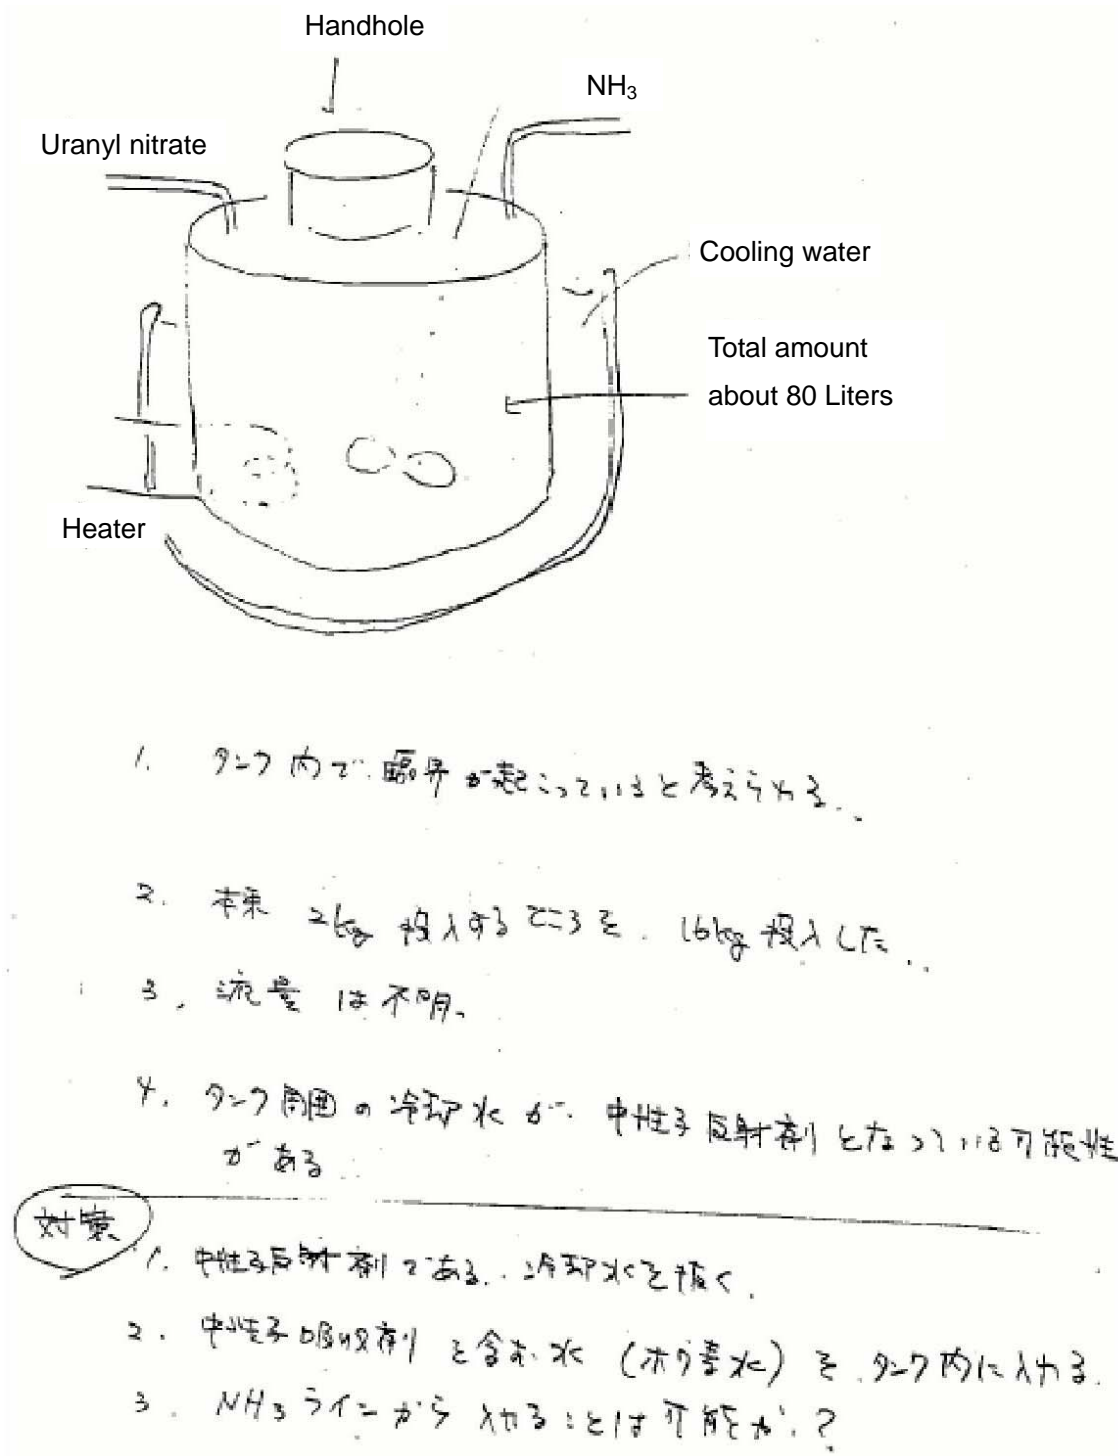 Handhole
NH₃
Uranyl nitrate
Cooling water
Total amount
about 80 Liters
Heater
1. タンク内で臨界が起こっていると考えられる。
2. 本来 2kg 投入するところを、16kg 投入した。
3. 流量は不明。
4. タンク周囲の冷却水が、中性子反射剤となっている可能性
がある
対策
1. 中性子反射剤である、冷却水を抜く。
2. 中性子吸収剤を含む水(ホウ素水)を、タンク内に入れる。
3. NH₃ラインから入れることは可能か?